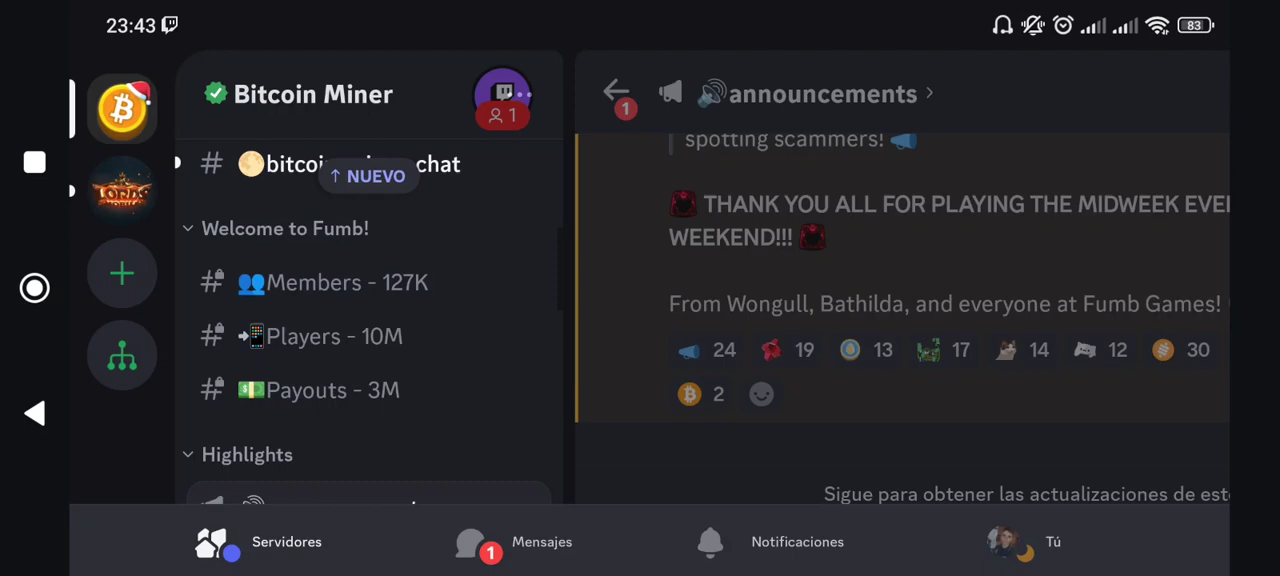 23:43
83
Bitcoin Miner
1
1
announcements
spotting scammers!
chat
↑ NUEVO
LORDS
MOBILE
Welcome to Fumb!
THANK YOU ALL FOR PLAYING THE MIDWEEK
WEEKEND!!!
Members - 127K
From Wongull, Bathilda, and everyone at Fumb Games!
Players - 10M
24 19 13 17 14 12 30
Payouts - 3M
2
Highlights
Sigue para obtener las actualizaciones de
Servidores
1
Mensajes
Notificaciones
Tú